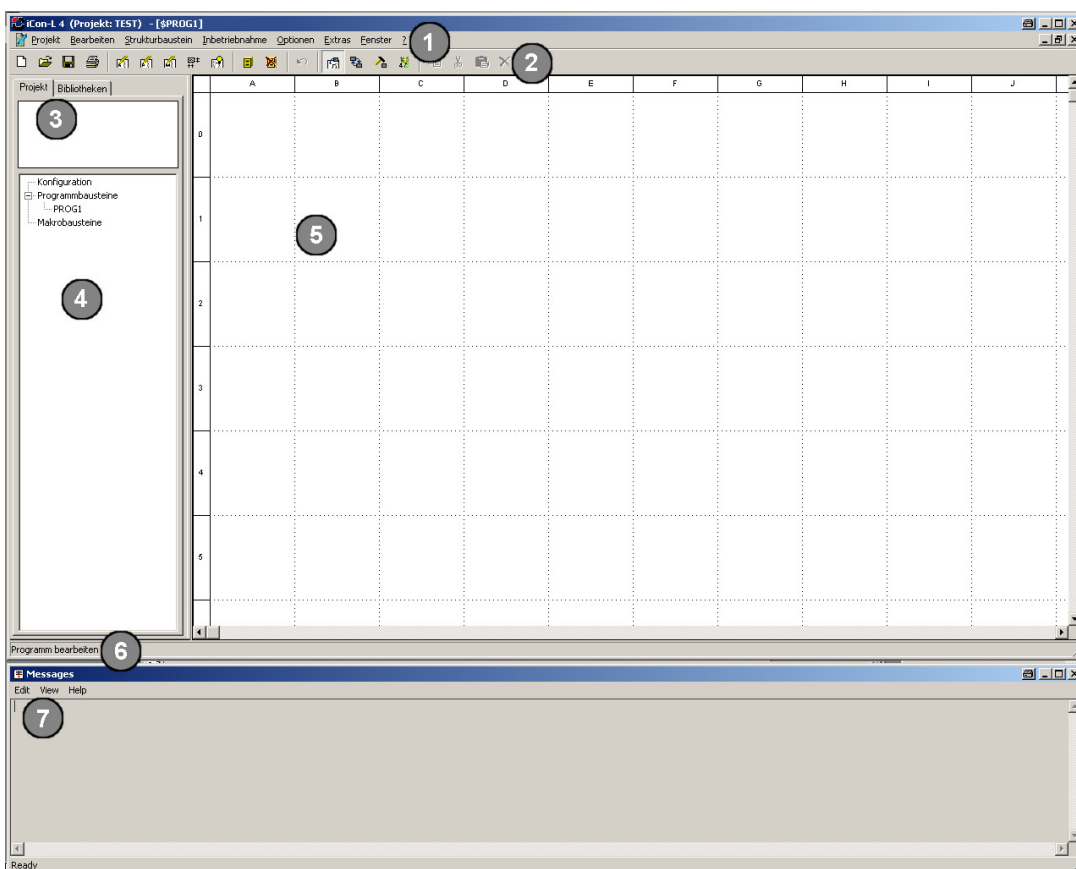 iCon-L 4 (Projekt: TEST) - [$PROG1]
Projekt Bearbeiten Strukturbaustein Inbetriebnahme Optionen Extras Fenster ?
1
2
Projekt Bibliotheken
3
A B C D E F G H I J
0
Konfiguration
Programmbausteine
PROG1
Makrobausteine
1
5
4
2
3
4
5
Programm bearbeiten
6
Messages
Edit View Help
7
Ready